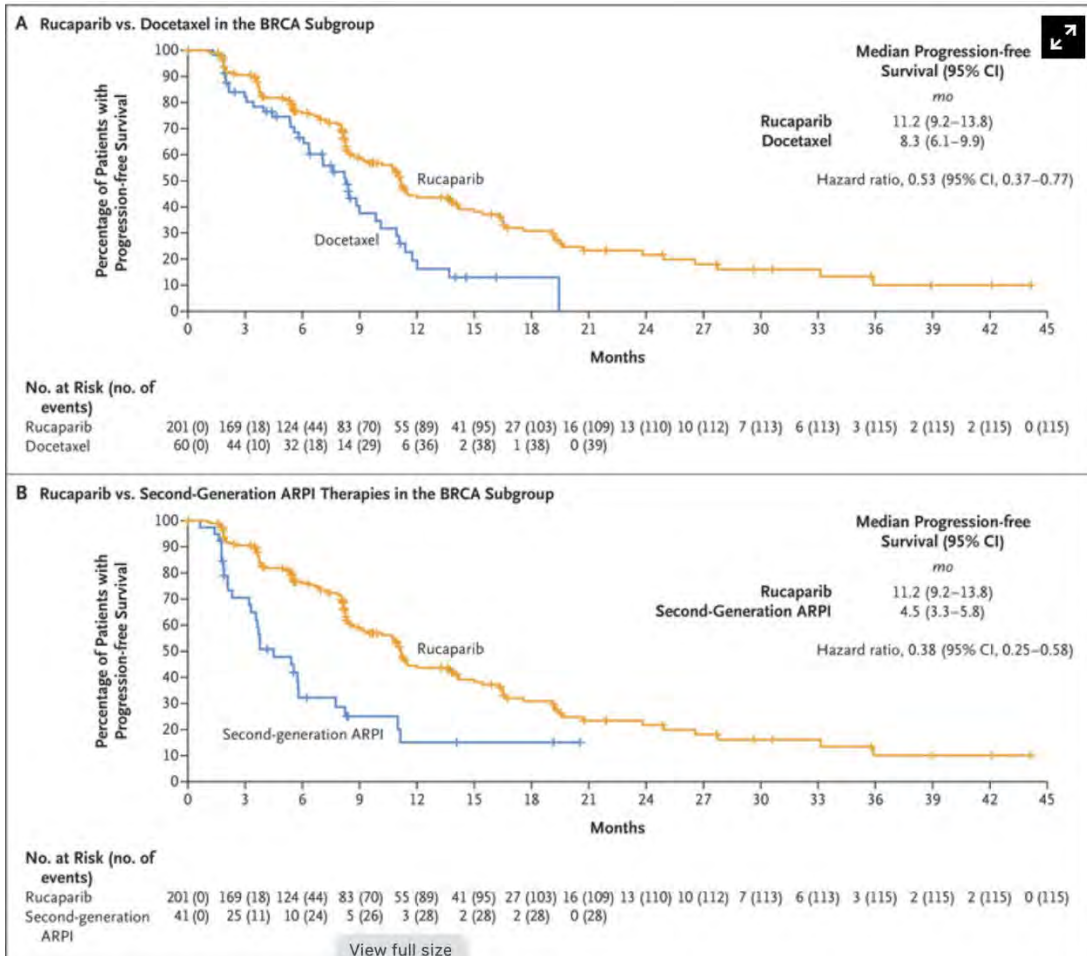 A Rucaparib vs. Docetaxel in the BRCA Subgroup
Percentage of Patients with
Progression-free Survival
100
90
80
70
60
50
40
30
20
10
0
Median Progression-free
Survival (95% CI)
mo
Rucaparib 11.2 (9.2–13.8)
Docetaxel 8.3 (6.1–9.9)
Hazard ratio, 0.53 (95% CI, 0.37–0.77)
Rucaparib
Docetaxel
0 3 6 9 12 15 18 21 24 27 30 33 36 39 42 45
Months
No. at Risk (no. of
events)
Rucaparib 201 (0) 169 (18) 124 (44) 83 (70) 55 (89) 41 (95) 27 (103) 16 (109) 13 (110) 10 (112) 7 (113) 6 (113) 3 (115) 2 (115) 2 (115) 0 (115)
Docetaxel 60 (0) 44 (10) 32 (18) 14 (29) 6 (36) 2 (38) 1 (38) 0 (39)
B Rucaparib vs. Second-Generation ARPI Therapies in the BRCA Subgroup
Percentage of Patients with
Progression-free Survival
100
90
80
70
60
50
40
30
20
10
0
Median Progression-free
Survival (95% CI)
mo
Rucaparib 11.2 (9.2–13.8)
Second-Generation ARPI 4.5 (3.3–5.8)
Hazard ratio, 0.38 (95% CI, 0.25–0.58)
Rucaparib
Second-generation ARPI
0 3 6 9 12 15 18 21 24 27 30 33 36 39 42 45
Months
No. at Risk (no. of
events)
Rucaparib 201 (0) 169 (18) 124 (44) 83 (70) 55 (89) 41 (95) 27 (103) 16 (109) 13 (110) 10 (112) 7 (113) 6 (113) 3 (115) 2 (115) 2 (115) 0 (115)
Second-generation 41 (0) 25 (11) 10 (24) 5 (26) 3 (28) 2 (28) 2 (28) 0 (28)
ARPI
View full size